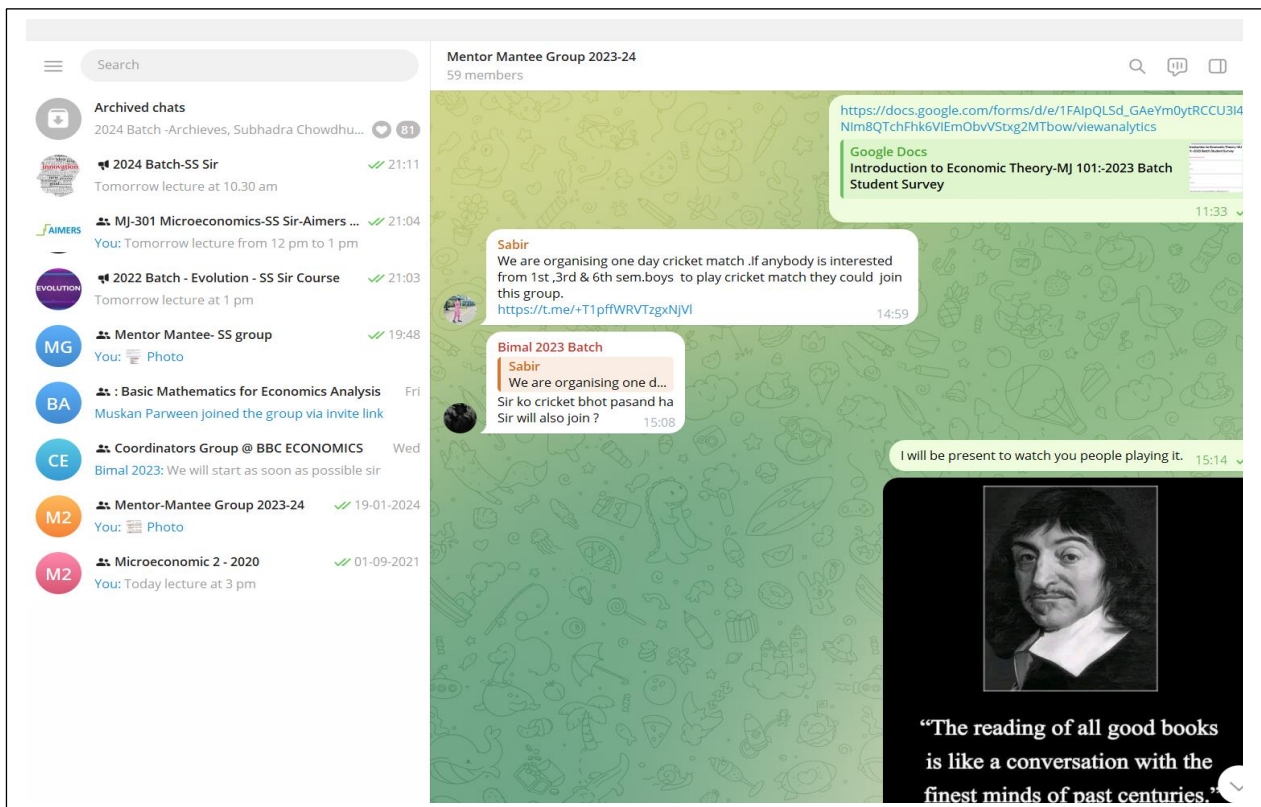 Search
Archived chats
2024 Batch -Archieves, Subhadra Chowdhu... 81
innovation
2024 Batch-SS Sir 21:11
Tomorrow lecture at 10.30 am
AIMERS
MJ-301 Microeconomics-SS Sir-Aimers ... 21:04
You: Tomorrow lecture from 12 pm to 1 pm
EVOLUTION
2022 Batch - Evolution - SS Sir Course 21:03
Tomorrow lecture at 1 pm
MG
Mentor Mantee- SS group 19:48
You: Photo
BA
: Basic Mathematics for Economics Analysis Fri
Muskan Parween joined the group via invite link
CE
Coordinators Group @ BBC ECONOMICS Wed
Bimal 2023: We will start as soon as possible sir
M2
Mentor-Mantee Group 2023-24 19-01-2024
You: Photo
M2
Microeconomic 2 - 2020 01-09-2021
You: Today lecture at 3 pm
Mentor Mantee Group 2023-24
59 members
https://docs.google.com/forms/d/e/1FAIpQLSd_GAeYm0ytRCCU3I4
NIm8QTchFhk6VIEmObvVStxg2MTbow/viewanalytics
Google Docs
Introduction to Economic Theory-MJ 101:-2023 Batch
Student Survey
11:33
Sabir
We are organising one day cricket match .If anybody is interested
from 1st ,3rd & 6th sem.boys to play cricket match they could join
this group.
https://t.me/+T1pffWRVTzgxNjVl
14:59
Bimal 2023 Batch
Sabir
We are organising one d...
Sir ko cricket bhot pasand ha
Sir will also join ? 15:08
I will be present to watch you people playing it. 15:14
“The reading of all good books
is like a conversation with the
finest minds of past centuries.”